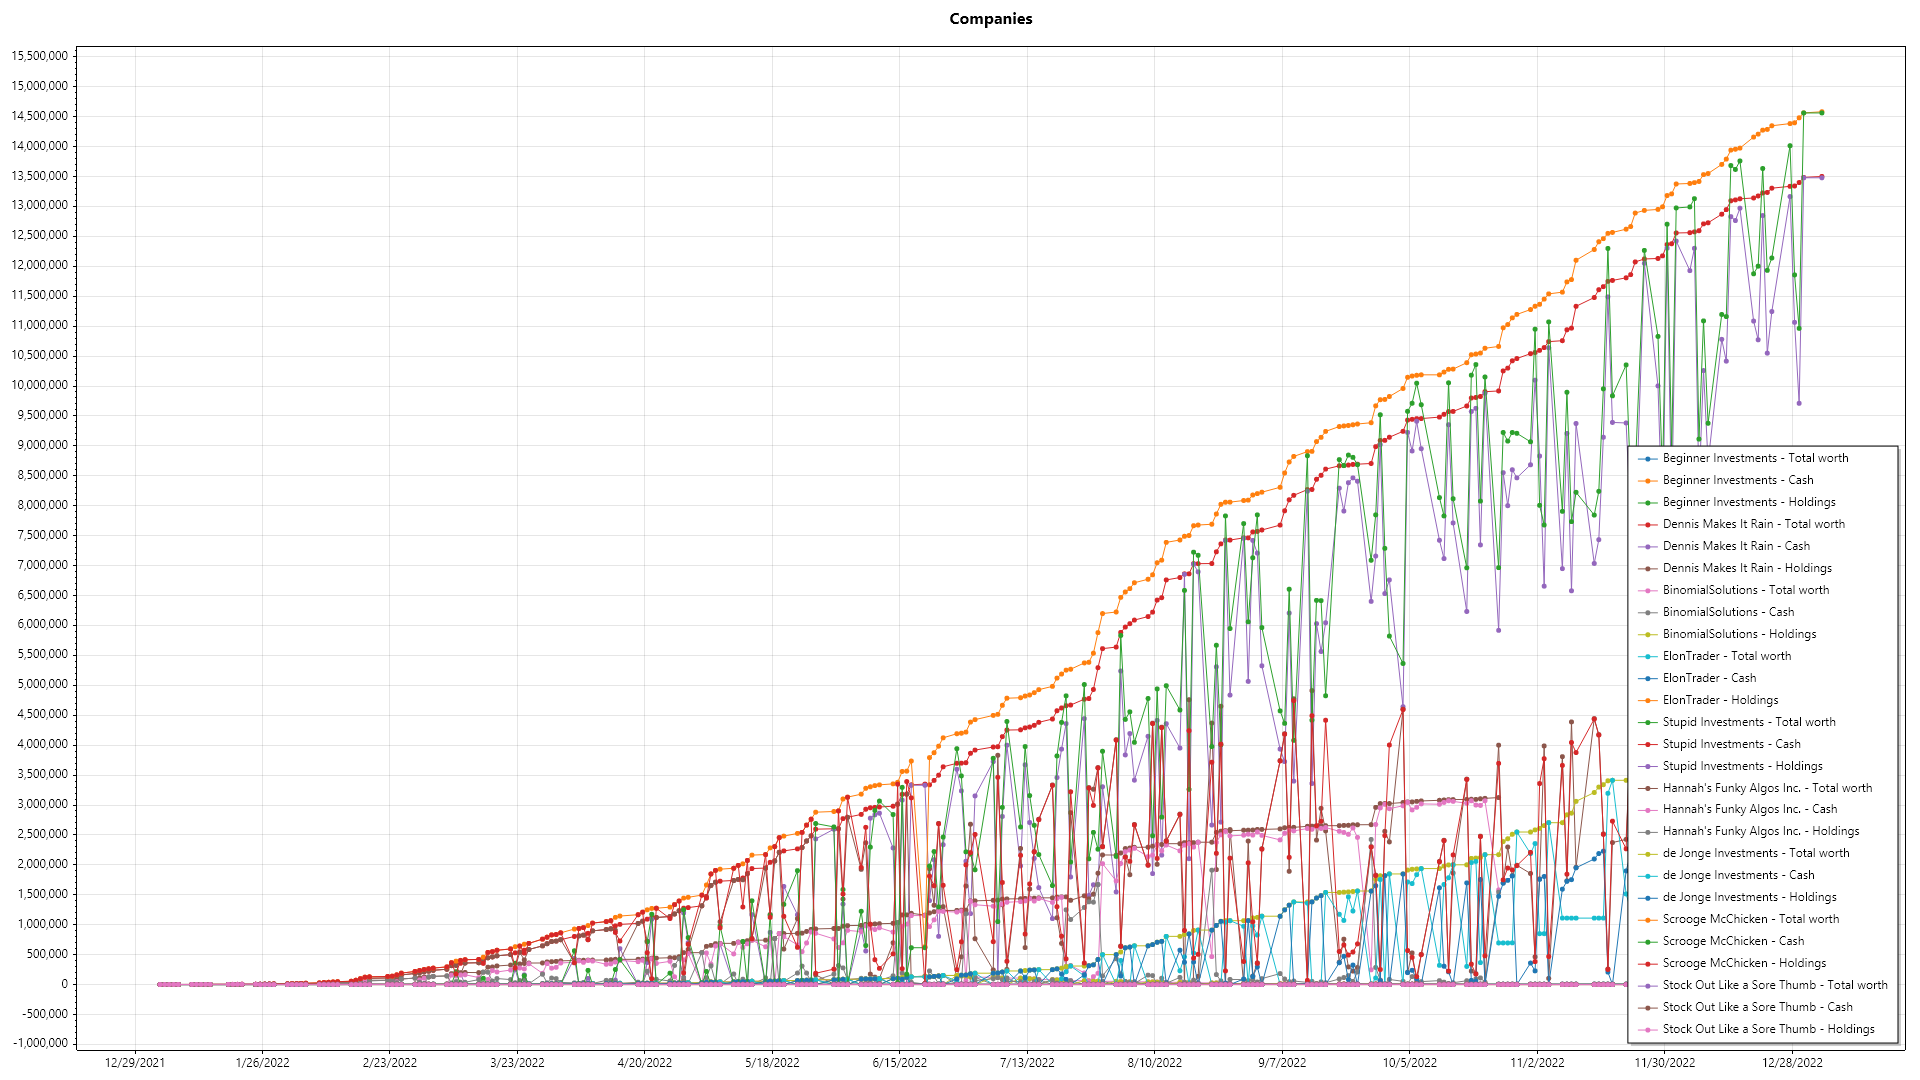 Companies
15,500,000
15,000,000
14,500,000
14,000,000
13,500,000
13,000,000
12,500,000
12,000,000
11,500,000
11,000,000
10,500,000
10,000,000
9,500,000
9,000,000
8,500,000
8,000,000
7,500,000
7,000,000
6,500,000
6,000,000
5,500,000
5,000,000
4,500,000
4,000,000
3,500,000
3,000,000
2,500,000
2,000,000
1,500,000
1,000,000
500,000
0
-500,000
-1,000,000
Beginner Investments - Total worth
Beginner Investments - Cash
Beginner Investments - Holdings
Dennis Makes It Rain - Total worth
Dennis Makes It Rain - Cash
Dennis Makes It Rain - Holdings
BinomialSolutions - Total worth
BinomialSolutions - Cash
BinomialSolutions - Holdings
ElonTrader - Total worth
ElonTrader - Cash
ElonTrader - Holdings
Stupid Investments - Total worth
Stupid Investments - Cash
Stupid Investments - Holdings
Hannah's Funky Algos Inc. - Total worth
Hannah's Funky Algos Inc. - Cash
Hannah's Funky Algos Inc. - Holdings
de Jonge Investments - Total worth
de Jonge Investments - Cash
de Jonge Investments - Holdings
Scrooge McChicken - Total worth
Scrooge McChicken - Cash
Scrooge McChicken - Holdings
Stock Out Like a Sore Thumb - Total worth
Stock Out Like a Sore Thumb - Cash
Stock Out Like a Sore Thumb - Holdings
12/29/2021 1/26/2022 2/23/2022 3/23/2022 4/20/2022 5/18/2022 6/15/2022 7/13/2022 8/10/2022 9/7/2022 10/5/2022 11/2/2022 11/30/2022 12/28/2022